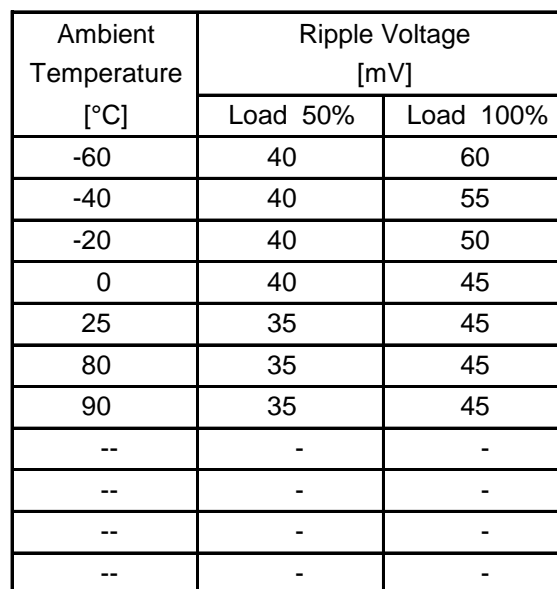 Ambient
Temperature
[°C]
Ripple Voltage
[mV]
Load 50% Load 100%
-60 40 60
-40 40 55
-20 40 50
0 40 45
25 35 45
80 35 45
90 35 45
-- - -
-- - -
-- - -
-- - -